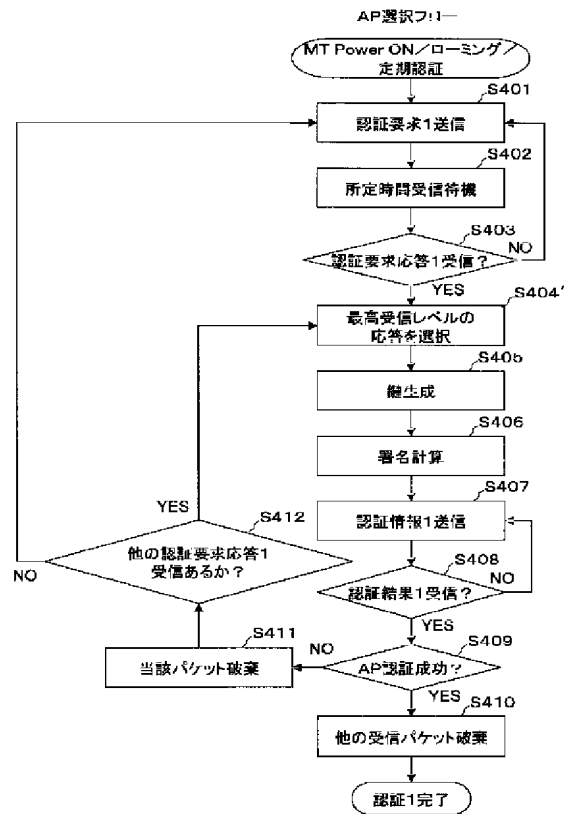 AP選択フロー
MT Power ON／ローミング／
定期認証
S401
認証要求1送信
S402
所定時間受信待機
S403
認証要求応答1受信？
NO
YES
S404'
最高受信レベルの
応答を選択
S405
鍵生成
S406
署名計算
S407
認証情報1送信
S408
認証結果1受信？
NO
YES
S409
AP認証成功？
NO
YES
S410
他の受信パケット破棄
認証1完了
S411
当該パケット破棄
S412
他の認証要求応答1
受信あるか？
YES
NO